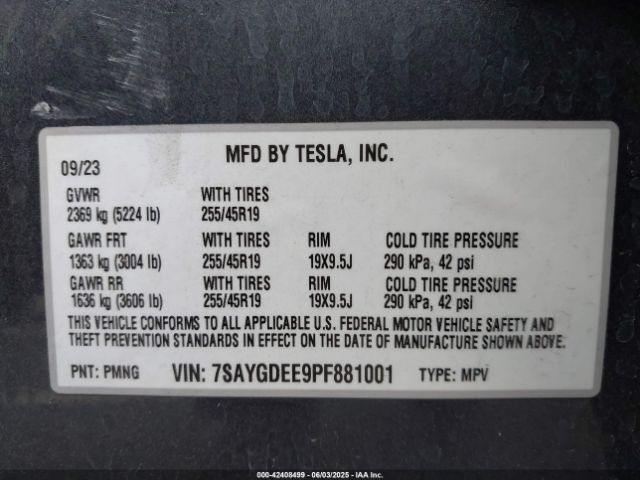 MFD BY TESLA, INC.
09/23
GVWR WITH TIRES
2369 kg (5224 lb) 255/45R19
GAWR FRT WITH TIRES RIM COLD TIRE PRESSURE
1363 kg (3004 lb) 255/45R19 19X9.5J 290 kPa, 42 psi
GAWR RR WITH TIRES RIM COLD TIRE PRESSURE
1636 kg (3606 lb) 255/45R19 19X9.5J 290 kPa, 42 psi
THIS VEHICLE CONFORMS TO ALL APPLICABLE U.S. FEDERAL MOTOR VEHICLE SAFETY AND
THEFT PREVENTION STANDARDS IN EFFECT ON THE DATE OF MANUFACTURE SHOWN ABOVE.
PNT: PMNG VIN: 7SAYGDEE9PF881001 TYPE: MPV
000-42408499 - 06/03/2025 - IAA Inc.